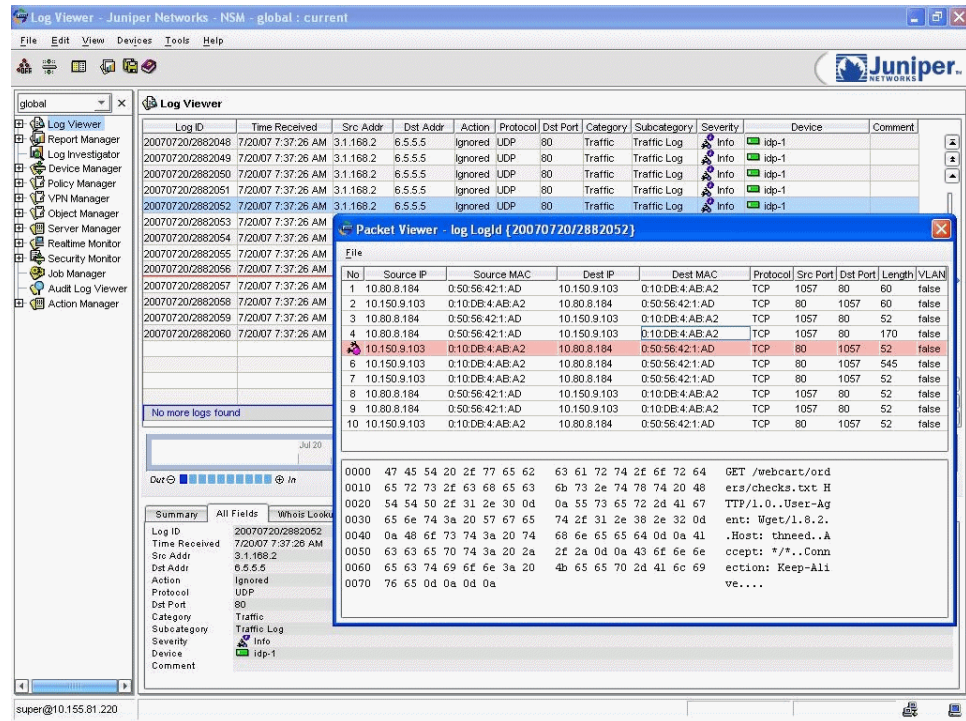 Log Viewer - Juniper Networks - NSM - global : current
File Edit View Devices Tools Help
Juniper
NETWORKS
global
Log Viewer
Report Manager
Log Investigator
Device Manager
Policy Manager
VPN Manager
Object Manager
Server Manager
Realtime Monitor
Security Monitor
Job Manager
Audit Log Viewer
Action Manager
Log Viewer
Log ID Time Received Src Addr Dst Addr Action Protocol Dst Port Category Subcategory Severity Device Comment
20070720/2882048 7/20/07 7:37:26 AM 3.1.168.2 6.5.5.5 Ignored UDP 80 Traffic Traffic Log Info idp-1
20070720/2882049 7/20/07 7:37:26 AM 3.1.168.2 6.5.5.5 Ignored UDP 80 Traffic Traffic Log Info idp-1
20070720/2882050 7/20/07 7:37:26 AM 3.1.168.2 6.5.5.5 Ignored UDP 80 Traffic Traffic Log Info idp-1
20070720/2882051 7/20/07 7:37:26 AM 3.1.168.2 6.5.5.5 Ignored UDP 80 Traffic Traffic Log Info idp-1
20070720/2882052 7/20/07 7:37:26 AM 3.1.168.2 6.5.5.5 Ignored UDP 80 Traffic Traffic Log Info idp-1
20070720/2882053 7/20/07 7:37:26 AM
20070720/2882054 7/20/07 7:37:26 AM
20070720/2882055 7/20/07 7:37:26 AM
20070720/2882056 7/20/07 7:37:26 AM
20070720/2882057 7/20/07 7:37:26 AM
20070720/2882058 7/20/07 7:37:26 AM
20070720/2882059 7/20/07 7:37:26 AM
20070720/2882060 7/20/07 7:37:26 AM
No more logs found
Jul 20
Out In
Summary All Fields Whois Looku
Log ID 20070720/2882052
Time Received 7/20/07 7:37:26 AM
Src Addr 3.1.168.2
Dst Addr 6.5.5.5
Action Ignored
Protocol UDP
Dst Port 80
Category Traffic
Subcategory Traffic Log
Severity Info
Device idp-1
Comment
Packet Viewer - log LogId {20070720/2882052}
File
No Source IP Source MAC Dest IP Dest MAC Protocol Src Port Dst Port Length VLAN
1 10.80.8.184 0:50:56:42:1:AD 10.150.9.103 0:10:DB:4:AB:A2 TCP 1057 80 60 false
2 10.150.9.103 0:10:DB:4:AB:A2 10.80.8.184 0:50:56:42:1:AD TCP 80 1057 60 false
3 10.80.8.184 0:50:56:42:1:AD 10.150.9.103 0:10:DB:4:AB:A2 TCP 1057 80 52 false
4 10.80.8.184 0:50:56:42:1:AD 10.150.9.103 0:10:DB:4:AB:A2 TCP 1057 80 170 false
10.150.9.103 0:10:DB:4:AB:A2 10.80.8.184 0:50:56:42:1:AD TCP 80 1057 52 false
6 10.150.9.103 0:10:DB:4:AB:A2 10.80.8.184 0:50:56:42:1:AD TCP 80 1057 545 false
7 10.150.9.103 0:10:DB:4:AB:A2 10.80.8.184 0:50:56:42:1:AD TCP 80 1057 52 false
8 10.80.8.184 0:50:56:42:1:AD 10.150.9.103 0:10:DB:4:AB:A2 TCP 1057 80 52 false
9 10.80.8.184 0:50:56:42:1:AD 10.150.9.103 0:10:DB:4:AB:A2 TCP 1057 80 52 false
10 10.150.9.103 0:10:DB:4:AB:A2 10.80.8.184 0:50:56:42:1:AD TCP 80 1057 52 false
0000 47 45 54 20 2f 77 65 62 63 61 72 74 2f 6f 72 64 GET /webcart/ord
0010 65 72 73 2f 63 68 65 63 6b 73 2e 74 78 74 20 48 ers/checks.txt H
0020 54 54 50 2f 31 2e 30 0d 0a 55 73 65 72 2d 41 67 TTP/1.0..User-Ag
0030 65 6e 74 3a 20 57 67 65 74 2f 31 2e 38 2e 32 0d ent: Wget/1.8.2.
0040 0a 48 6f 73 74 3a 20 74 68 6e 65 65 64 0d 0a 41 .Host: thneed..A
0050 63 63 65 70 74 3a 20 2a 2f 2a 0d 0a 43 6f 6e 6e ccept: */*..Conn
0060 65 63 74 69 6f 6e 3a 20 4b 65 65 70 2d 41 6c 69 ection: Keep-Ali
0070 76 65 0d 0a 0d 0a ve....
super@10.155.81.220